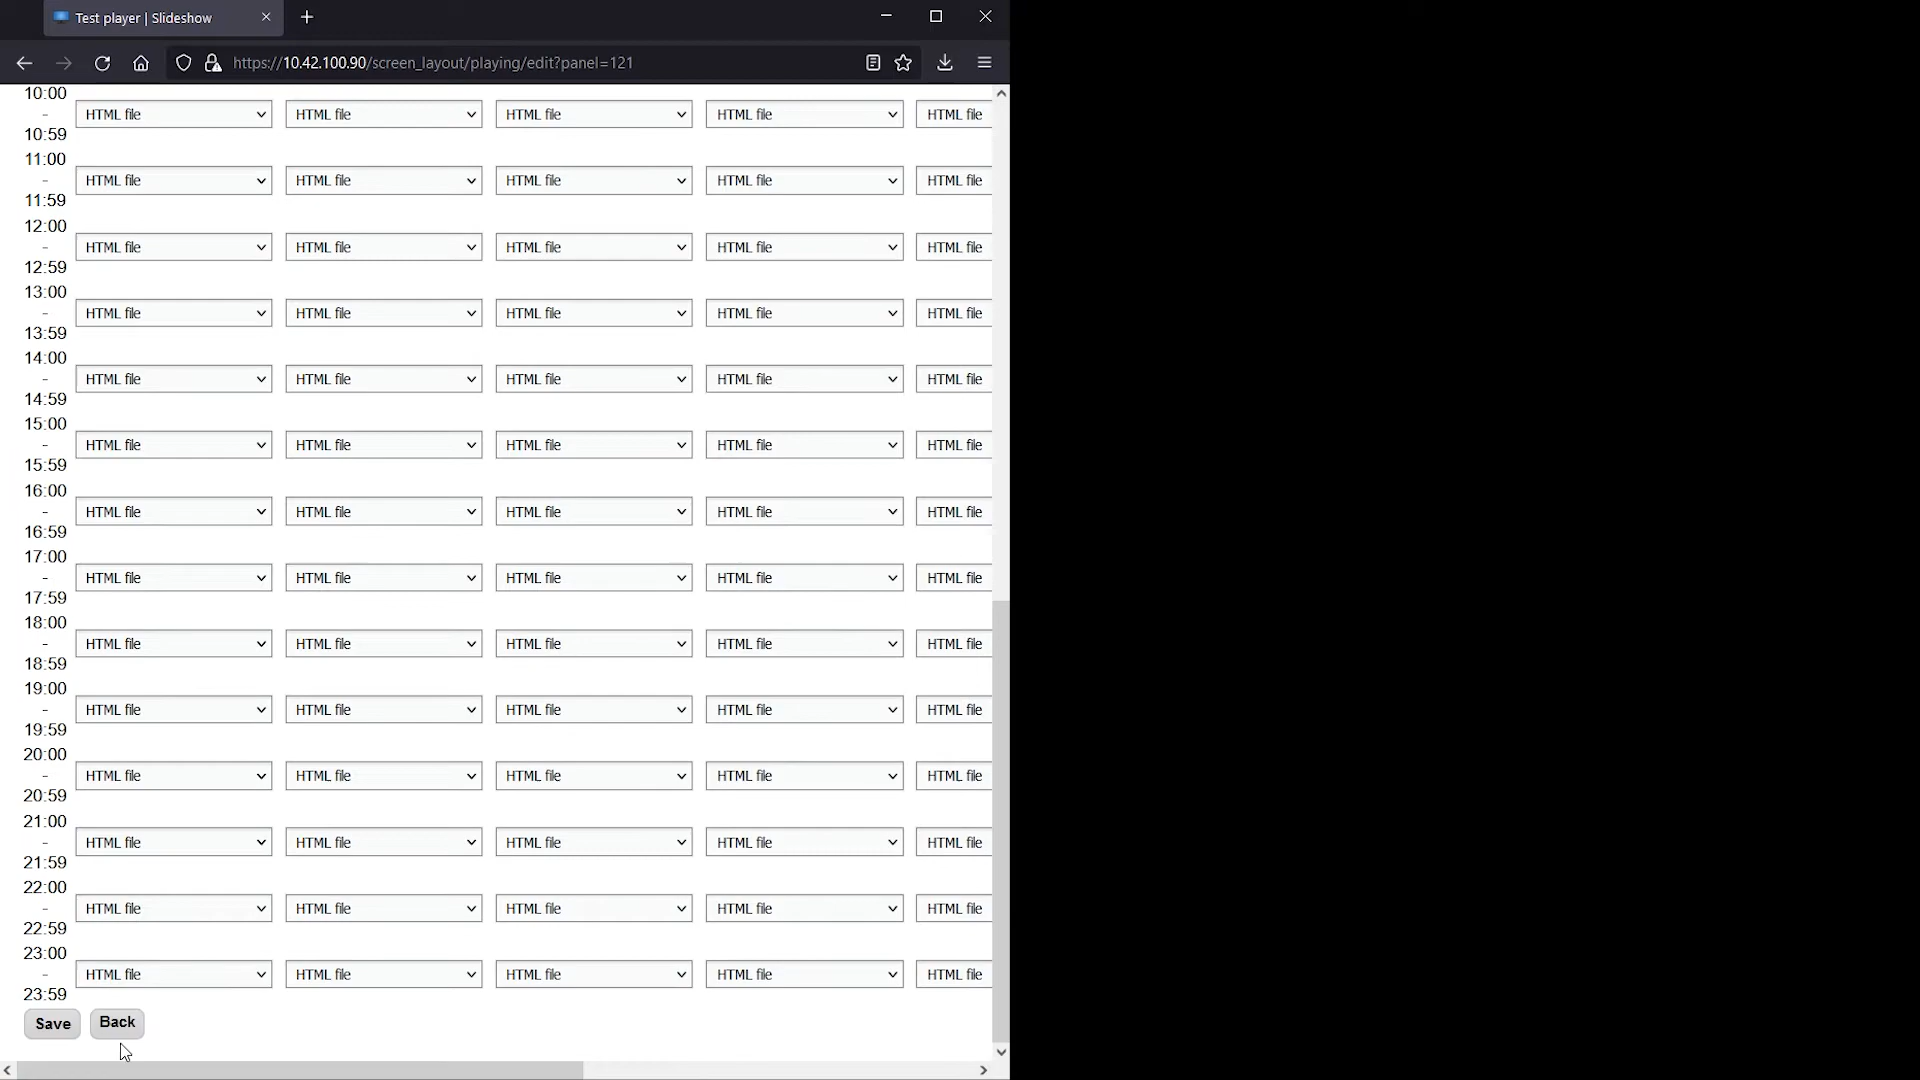 Test player | Slideshow
https://10.42.100.90/screen_layout/playing/edit?panel=121
10:00
-
10:59
HTML file HTML file HTML file HTML file HTML file
11:00
-
11:59
HTML file HTML file HTML file HTML file HTML file
12:00
-
12:59
HTML file HTML file HTML file HTML file HTML file
13:00
-
13:59
HTML file HTML file HTML file HTML file HTML file
14:00
-
14:59
HTML file HTML file HTML file HTML file HTML file
15:00
-
15:59
HTML file HTML file HTML file HTML file HTML file
16:00
-
16:59
HTML file HTML file HTML file HTML file HTML file
17:00
-
17:59
HTML file HTML file HTML file HTML file HTML file
18:00
-
18:59
HTML file HTML file HTML file HTML file HTML file
19:00
-
19:59
HTML file HTML file HTML file HTML file HTML file
20:00
-
20:59
HTML file HTML file HTML file HTML file HTML file
21:00
-
21:59
HTML file HTML file HTML file HTML file HTML file
22:00
-
22:59
HTML file HTML file HTML file HTML file HTML file
23:00
-
23:59
HTML file HTML file HTML file HTML file HTML file
Save Back